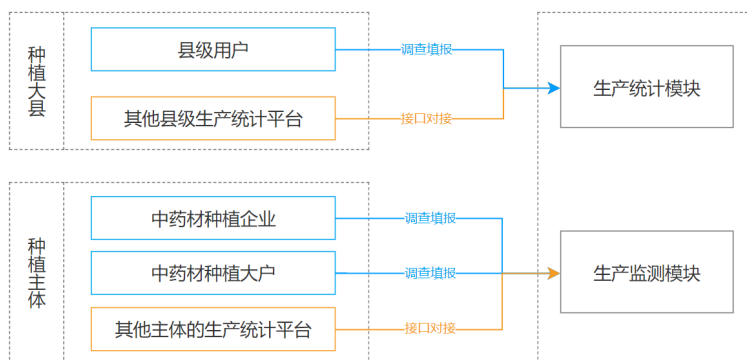 种植大县
县级用户
调查填报
生产统计模块
其他县级生产统计平台
接口对接
种植主体
中药材种植企业
调查填报
中药材种植大户
调查填报
生产监测模块
其他主体的生产统计平台
接口对接